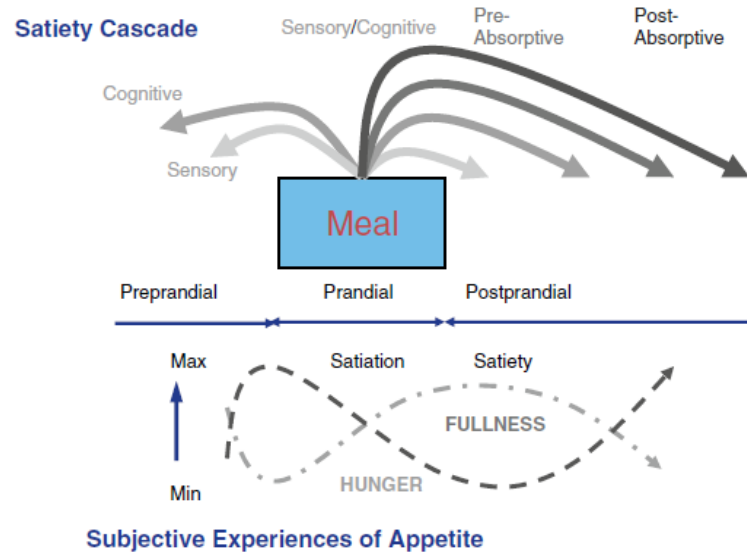 Satiety Cascade
Sensory/Cognitive
Pre-
Absorptive
Post-
Absorptive
Cognitive
Sensory
Meal
Preprandial
Prandial
Postprandial
Max
Satiation
Satiety
FULLNESS
HUNGER
Min
Subjective Experiences of Appetite